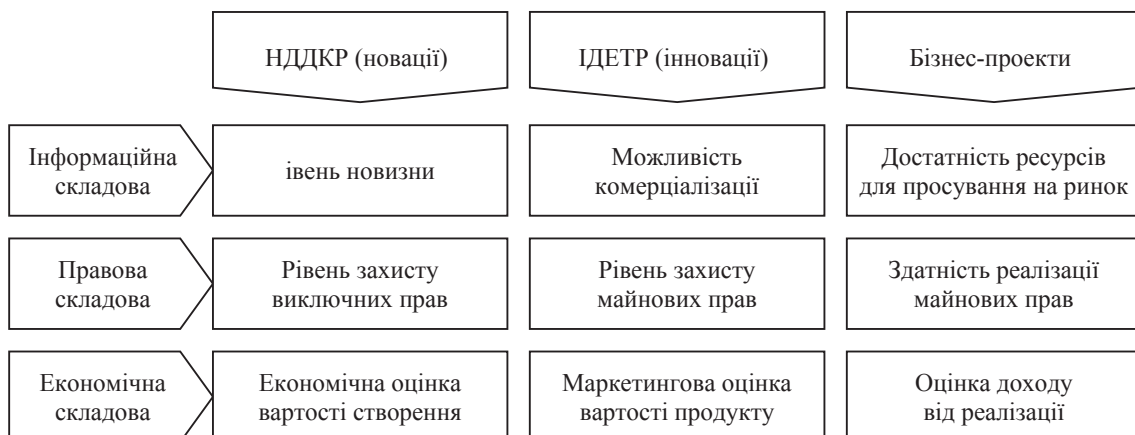 НДДКР (новації)
ІДЕТР (інновації)
Бізнес-проекти
Інформаційна
складова
івень новизни
Можливість
комерціалізації
Достатність ресурсів
для просування на ринок
Правова
складова
Рівень захисту
виключних прав
Рівень захисту
майнових прав
Здатність реалізації
майнових прав
Економічна
складова
Економічна оцінка
вартості створення
Маркетингова оцінка
вартості продукту
Оцінка доходу
від реалізації